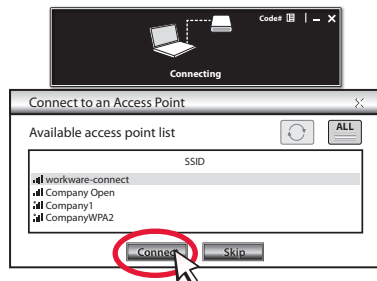 Code#
Connecting
Connect to an Access Point
Available access point list
ALL
SSID
workware-connect
Company Open
Company1
CompanyWPA2
Connect Skip